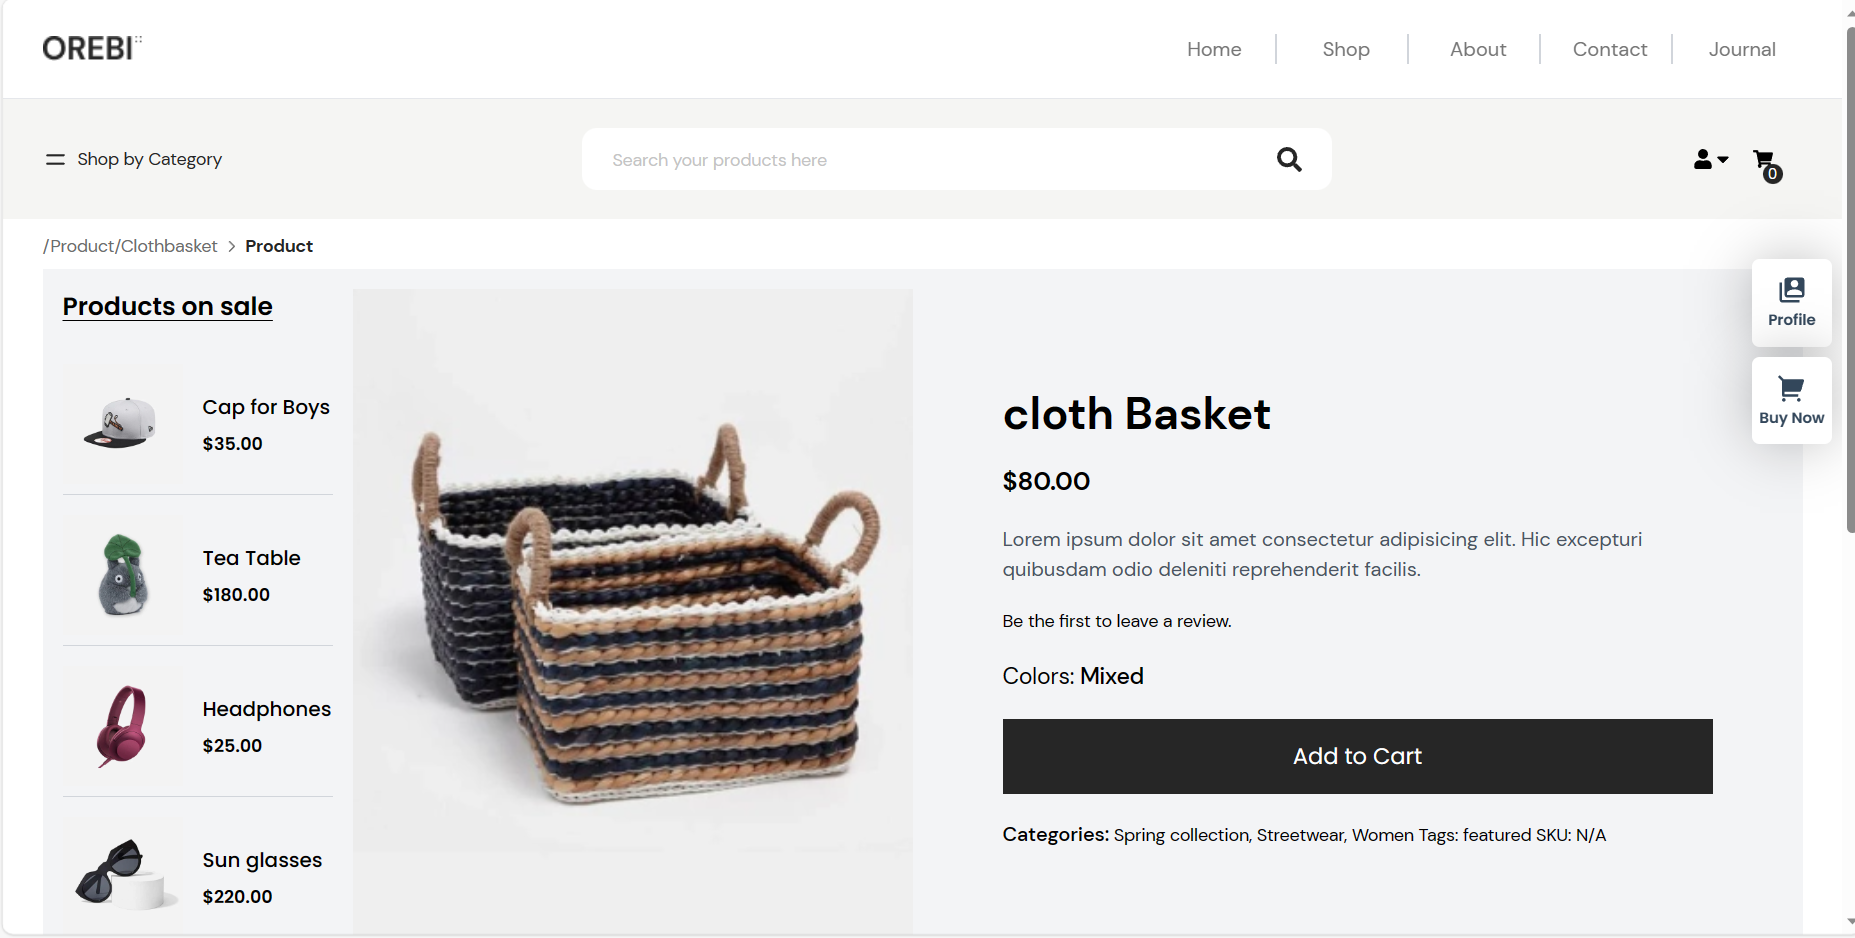 OREBI
Home
Shop
About
Contact
Journal
Shop by Category
Search your products here
0
/Product/Clothbasket > Product
Profile
Buy Now
Products on sale
Cap for Boys
$35.00
Tea Table
$180.00
Headphones
$25.00
Sun glasses
$220.00
cloth Basket
$80.00
Lorem ipsum dolor sit amet consectetur adipisicing elit. Hic excepturi
quibusdam odio deleniti reprehenderit facilis.
Be the first to leave a review.
Colors: Mixed
Add to Cart
Categories: Spring collection, Streetwear, Women Tags: featured SKU: N/A